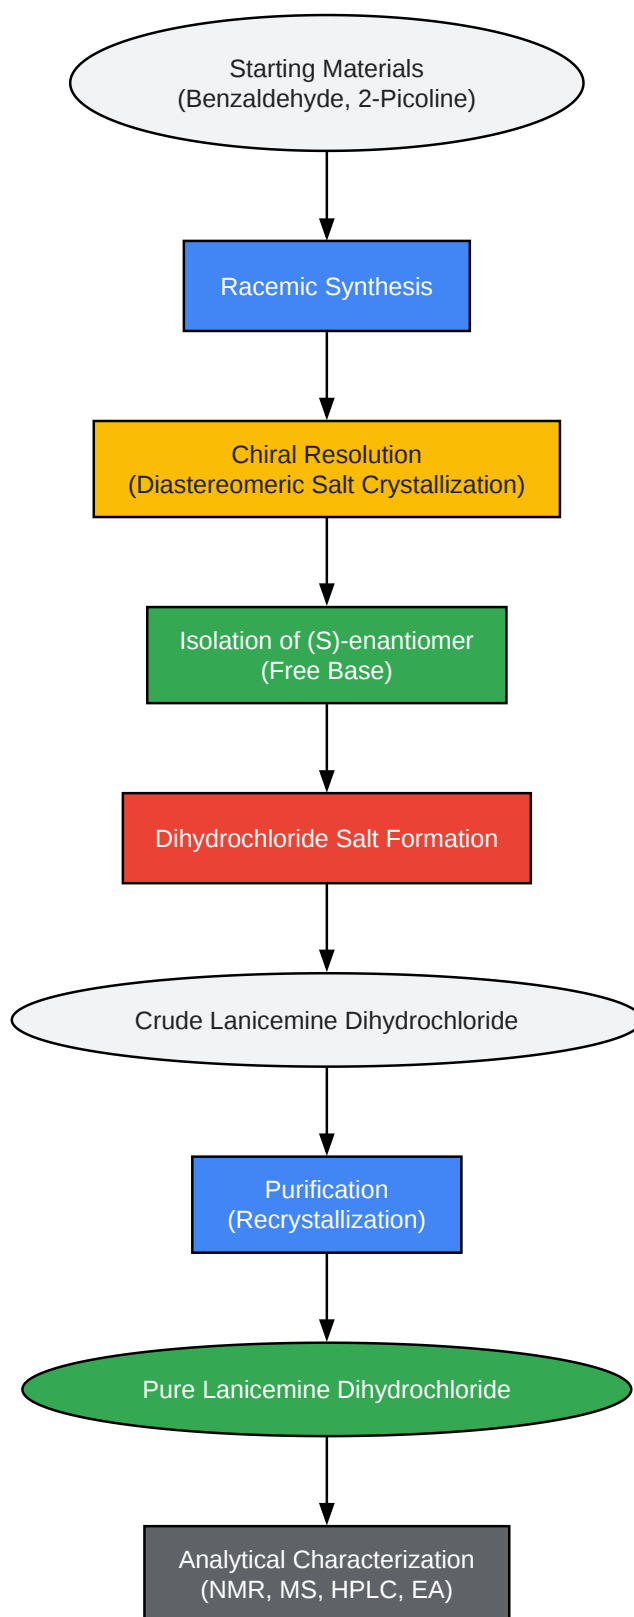 Starting Materials
(Benzaldehyde, 2-Picoline)
Racemic Synthesis
Chiral Resolution
(Diastereomeric Salt Crystallization)
Isolation of (S)-enantiomer
(Free Base)
Dihydrochloride Salt Formation
Crude Lanicemine Dihydrochloride
Purification
(Recrystallization)
Pure Lanicemine Dihydrochloride
Analytical Characterization
(NMR, MS, HPLC, EA)